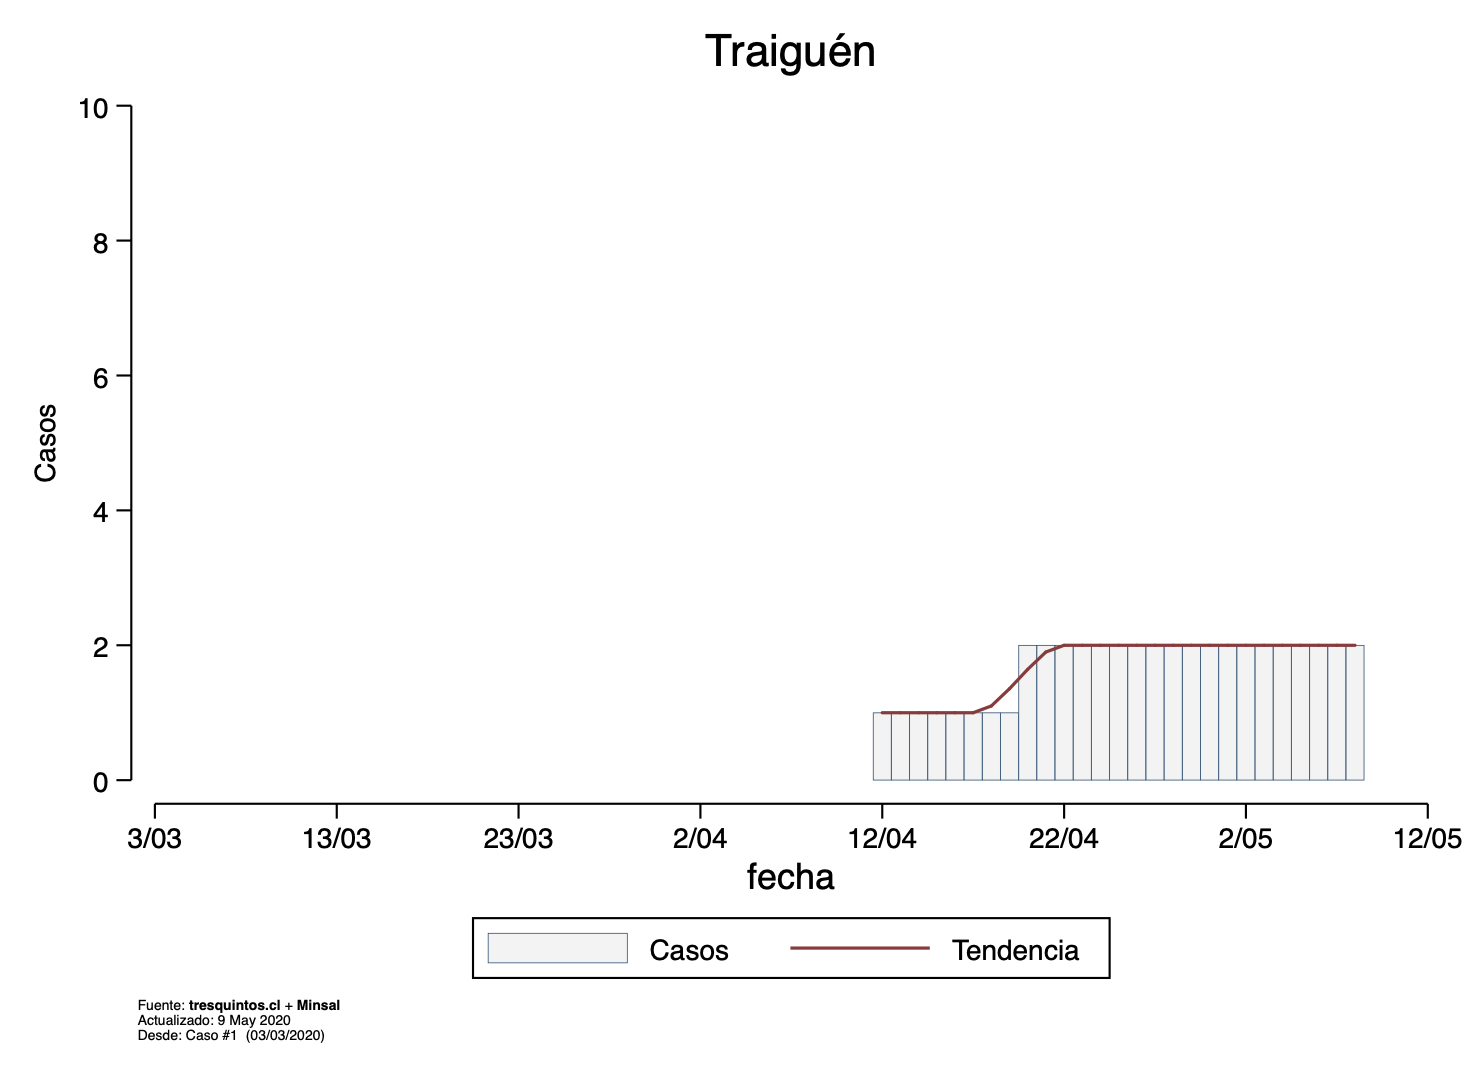 Traiguén
10
8
6
4
2
0
Casos
3/03 13/03 23/03 2/04 12/04 22/04 2/05 12/05
fecha
Casos Tendencia
Fuente: tresquintos.cl + Minsal
Actualizado: 9 May 2020
Desde: Caso #1 (03/03/2020)